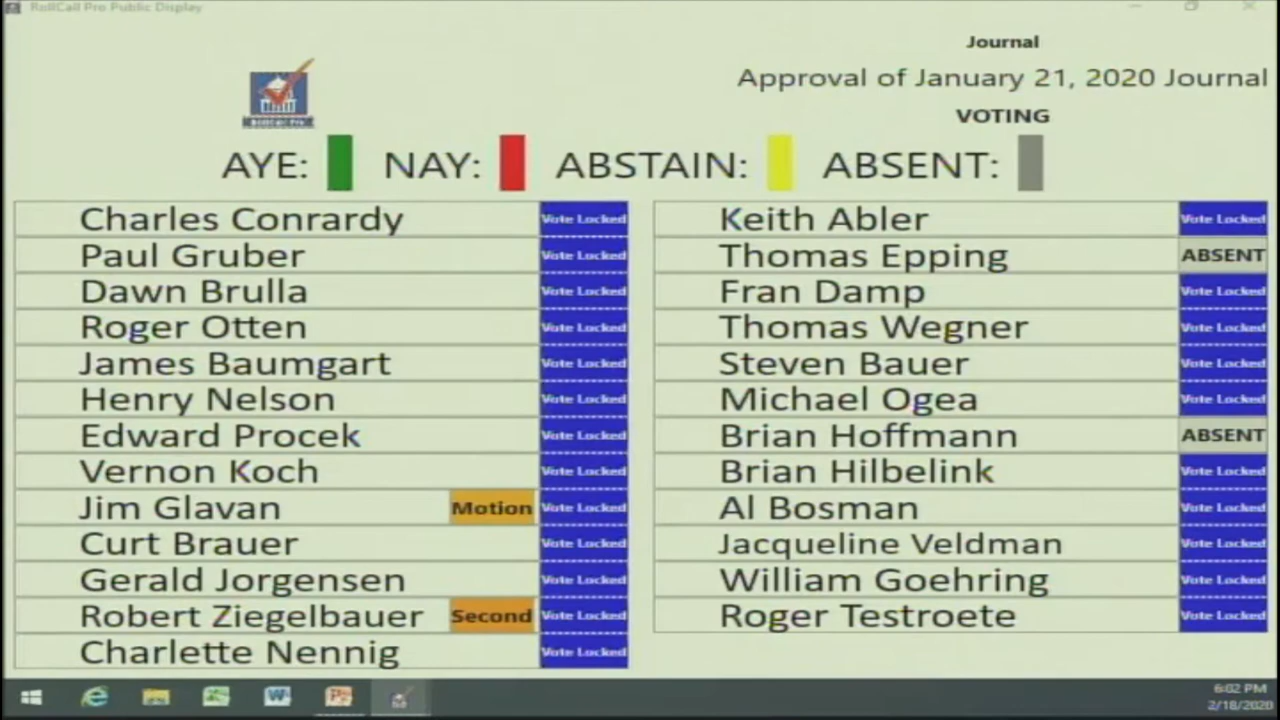 RollCall Pro Public Display
Journal
Approval of January 21, 2020 Journal
VOTING
AYE: NAY: ABSTAIN: ABSENT:
Charles Conrardy Vote Locked
Paul Gruber Vote Locked
Dawn Brulla Vote Locked
Roger Otten Vote Locked
James Baumgart Vote Locked
Henry Nelson Vote Locked
Edward Procek Vote Locked
Vernon Koch Vote Locked
Jim Glavan Motion Vote Locked
Curt Brauer Vote Locked
Gerald Jorgensen Vote Locked
Robert Ziegelbauer Second Vote Locked
Charlette Nennig Vote Locked
Keith Abler Vote Locked
Thomas Epping ABSENT
Fran Damp Vote Locked
Thomas Wegner Vote Locked
Steven Bauer Vote Locked
Michael Ogea Vote Locked
Brian Hoffmann ABSENT
Brian Hilbelink Vote Locked
Al Bosman Vote Locked
Jacqueline Veldman Vote Locked
William Goehring Vote Locked
Roger Testroete Vote Locked
6:02 PM
2/18/2020